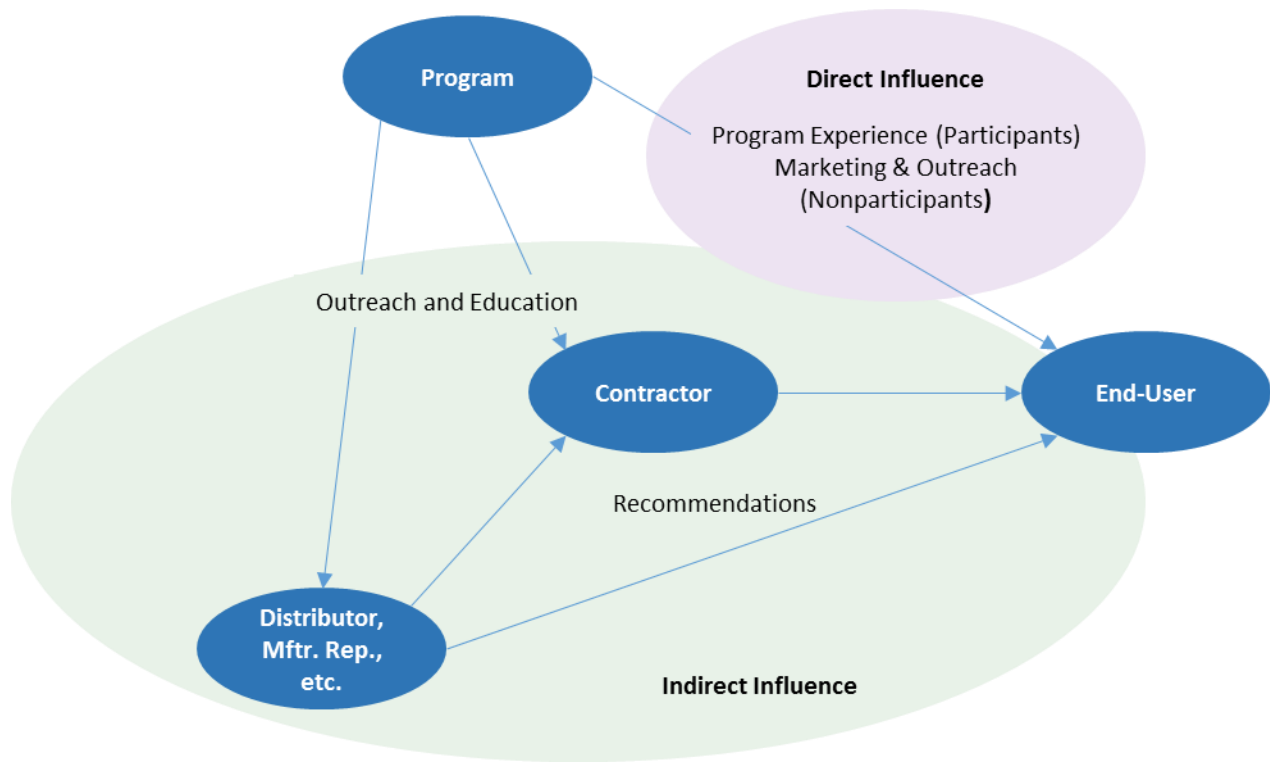 Program
Direct Influence
Program Experience (Participants)
Marketing & Outreach
(Nonparticipants)
Outreach and Education
Contractor
End-User
Recommendations
Distributor,
Mftr. Rep.,
etc.
Indirect Influence